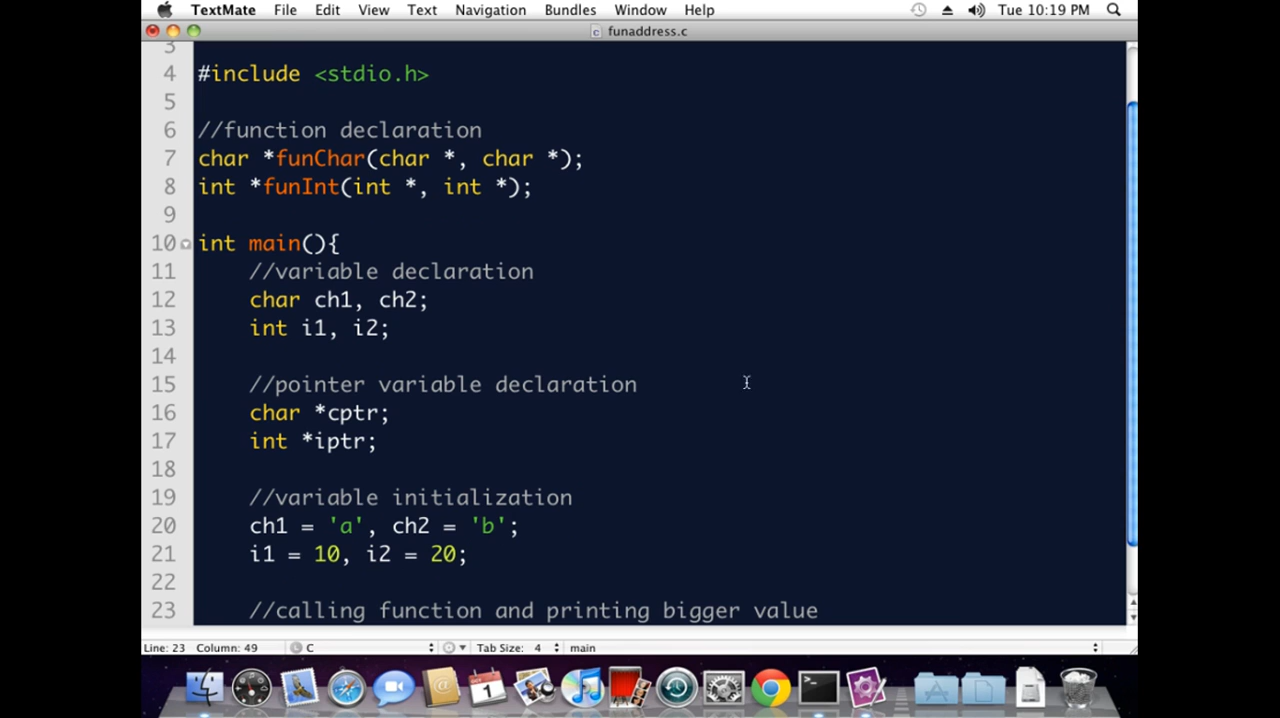 TextMate File Edit View Text Navigation Bundles Window Help Tue 10:19 PM
funaddress.c
3
4 #include <stdio.h>
5
6 //function declaration
7 char *funChar(char *, char *);
8 int *funInt(int *, int *);
9
10 int main(){
11 //variable declaration
12 char ch1, ch2;
13 int i1, i2;
14
15 //pointer variable declaration
16 char *cptr;
17 int *iptr;
18
19 //variable initialization
20 ch1 = 'a', ch2 = 'b';
21 i1 = 10, i2 = 20;
22
23 //calling function and printing bigger value
Line: 23 Column: 49 C Tab Size: 4 main
1